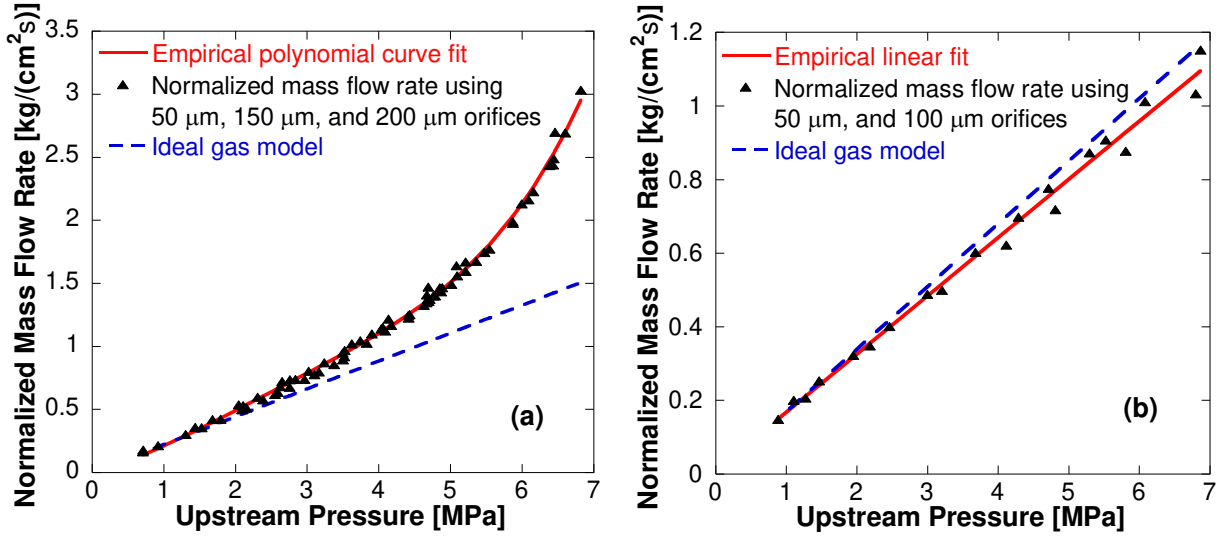 Normalized Mass Flow Rate [kg/(cm²s)]
3.5
3
2.5
2
1.5
1
0.5
0
Empirical polynomial curve fit
Normalized mass flow rate using
50 μm, 150 μm, and 200 μm orifices
Ideal gas model
(a)
0 1 2 3 4 5 6 7
Upstream Pressure [MPa]
Normalized Mass Flow Rate [kg/(cm²s)]
1.2
1
0.8
0.6
0.4
0.2
0
Empirical linear fit
Normalized mass flow rate using
50 μm, and 100 μm orifices
Ideal gas model
(b)
0 1 2 3 4 5 6 7
Upstream Pressure [MPa]